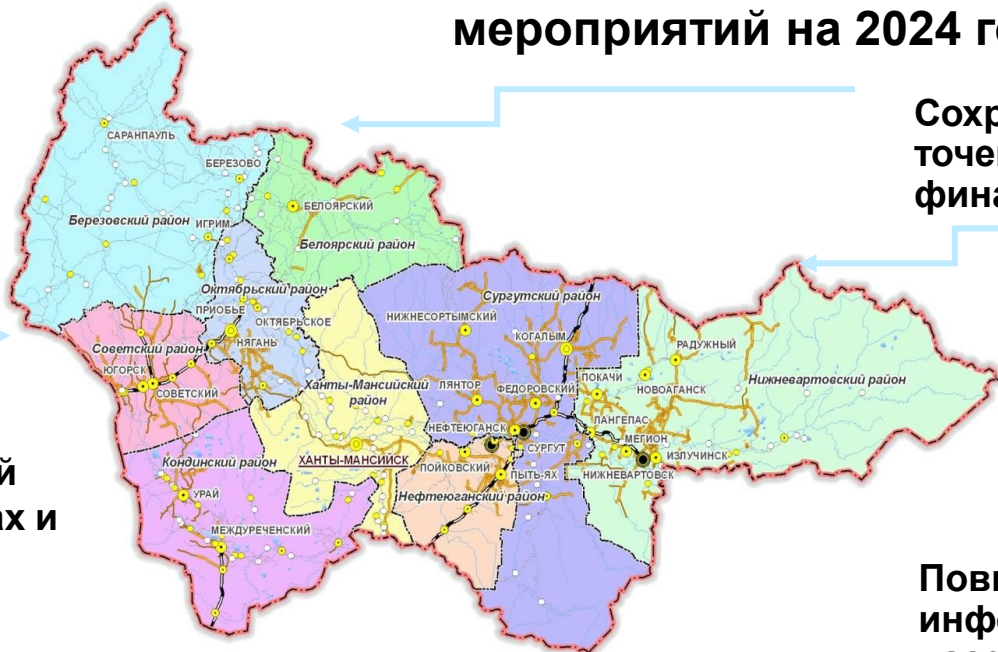 мероприятий на 2024 г
Сохр
точе
фина
САРАНПАУЛЬ
БЕРЕЗОВО
БЕЛОЯРСКИЙ
Березовский район
ИГРИМ
Белоярский район
Октябрьский район
ПРИОБЬЕ
ОКТЯБРЬСКОЕ
НЯГАНЬ
Сургутский район
НИЖНЕСОРТЫМСКИЙ
КОГАЛЫМ
РАДУЖНЫЙ
Советский район
ЮГОРСК
СОВЕТСКИЙ
Ханты-Мансийский
район
ЛЯНТОР
ФЕДОРОВСКИЙ
ПОКАЧИ
НОВОАГАНСК
Нижневартовский район
НЕФТЕЮГАНСК
ЛАНГЕПАС
МЕГИОН
СУРГУТ
ИЗЛУЧИНСК
Кондинский район
ХАНТЫ-МАНСИЙСК
ПОЙКОВСКИЙ
ПЫТЬ-ЯХ
НИЖНЕВАРТОВСК
й
ах и
УРАЙ
Нефтеюганский район
МЕЖДУРЕЧЕНСКИЙ
Пов
инфо